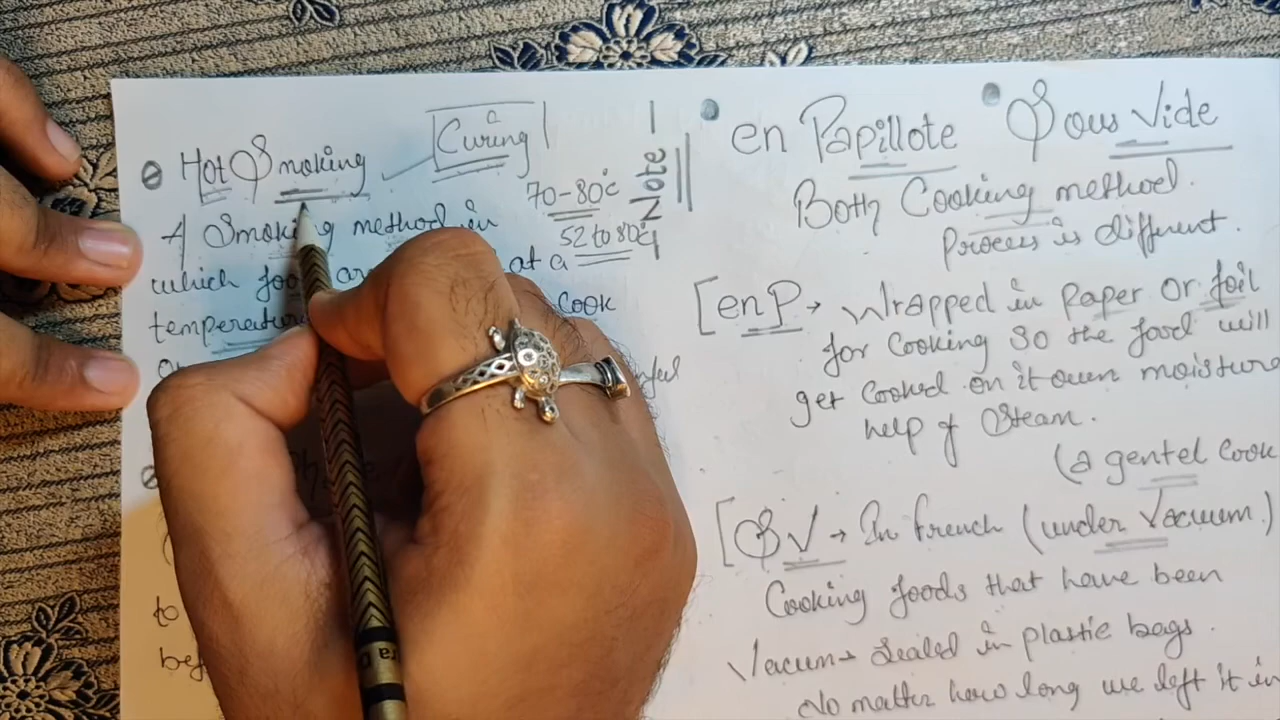 Hot Smoking
Curing
70-80°c
52 to 80°c
Note
A Smoking method in
which at a
temperature cook
to
bef
en Papillote Sous Vide
Both Cooking method.
Process is different.
[en P → Wrapped in paper or foil
for Cooking so the food will
get Cooked on it own moisture
help of Steam.
(a gentel Cook
[SV → In french (under Vacuum.)
Cooking foods that have been
Vacum → Sealed in plastic bags.
No matter how long we left it in